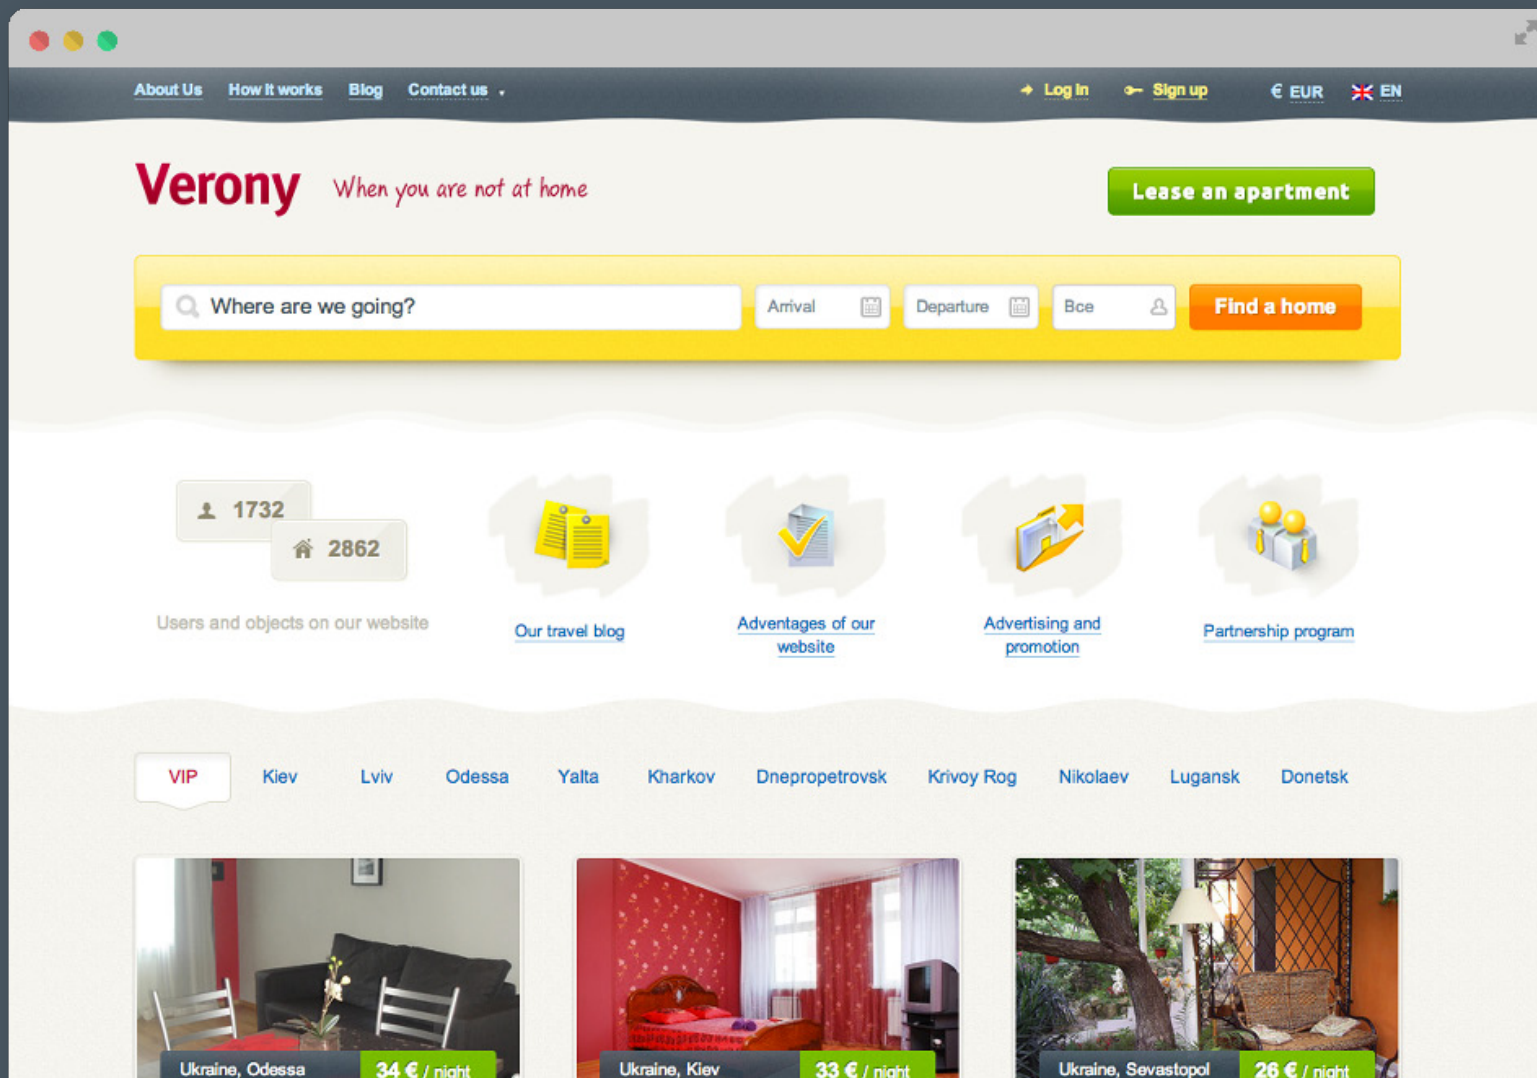 About Us How it works Blog Contact us Log In Sign up € EUR EN
Verony When you are not at home Lease an apartment
Where are we going? Arrival Departure Все Find a home
1732
2862
Users and objects on our website
Our travel blog
Adventages of our
website
Advertising and
promotion
Partnership program
VIP Kiev Lviv Odessa Yalta Kharkov Dnepropetrovsk Krivoy Rog Nikolaev Lugansk Donetsk
Ukraine, Odessa 34 € / night
Ukraine, Kiev 33 € / night
Ukraine, Sevastopol 26 € / night